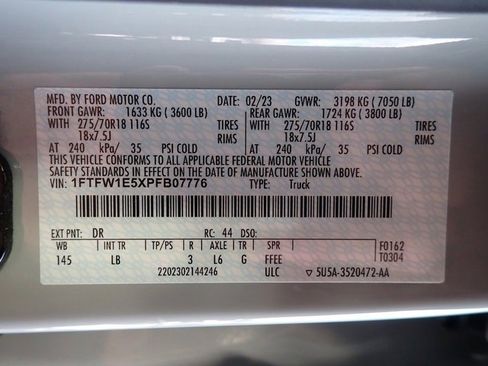 MFD. BY FORD MOTOR CO. DATE: 02/23 GVWR: 3198 KG ( 7050 LB)
FRONT GAWR: 1633 KG ( 3600 LB) REAR GAWR: 1724 KG ( 3800 LB)
WITH 275/70R18 116S TIRES WITH 275/70R18 116S TIRES
18x7.5J RIMS 18x7.5J RIMS
AT 240 kPa/ 35 PSI COLD AT 240 kPa/ 35 PSI COLD
THIS VEHICLE CONFORMS TO ALL APPLICABLE FEDERAL MOTOR VEHICLE
SAFETY STANDARDS IN EFFECT ON THE DATE OF MANUFACTURE SHOWN ABOVE.
VIN: 1FTFW1E5XPFB07776 TYPE: Truck
EXT PNT: DR RC: 44 DSO: F0162
WB INT TR TP/PS R AXLE TR SPR T0304
145 LB 3 L6 G FFEE
2202302144246 ULC ▽ 5U5A-3520472-AA